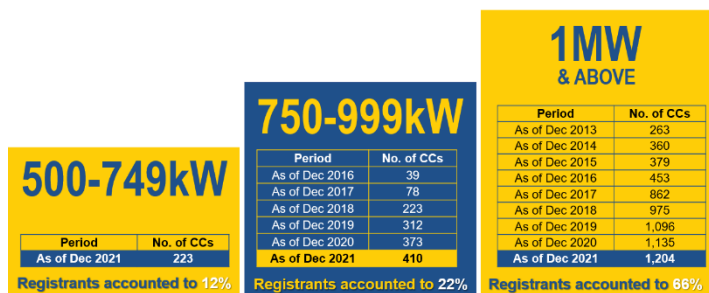 500-749kW
Period No. of CCs
As of Dec 2021 223
Registrants accounted to 12%
750-999kW
Period No. of CCs
As of Dec 2016 39
As of Dec 2017 78
As of Dec 2018 223
As of Dec 2019 312
As of Dec 2020 373
As of Dec 2021 410
Registrants accounted to 22%
1MW
& ABOVE
Period No. of CCs
As of Dec 2013 263
As of Dec 2014 360
As of Dec 2015 379
As of Dec 2016 453
As of Dec 2017 862
As of Dec 2018 975
As of Dec 2019 1,096
As of Dec 2020 1,135
As of Dec 2021 1,204
Registrants accounted to 66%